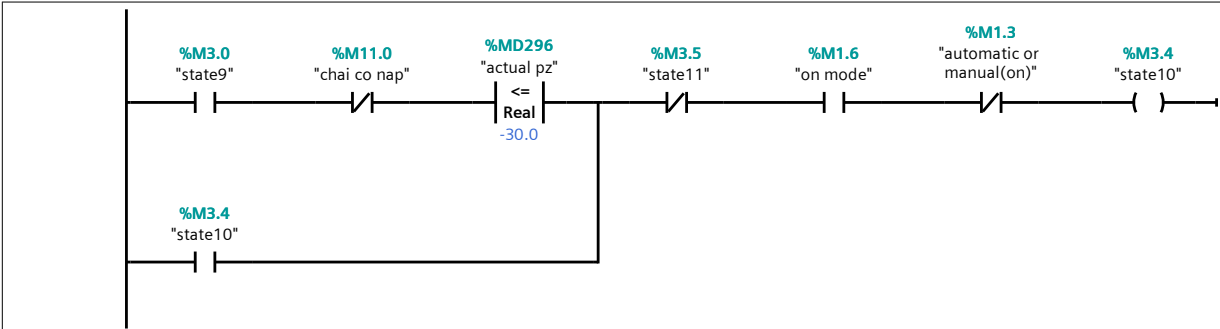 %M3.0
"state9"
%M11.0
"chai co nap"
%MD296
"actual pz"
<=
Real
-30.0
%M3.5
"state11"
%M1.6
"on mode"
%M1.3
"automatic or
manual(on)"
%M3.4
"state10"
%M3.4
"state10"